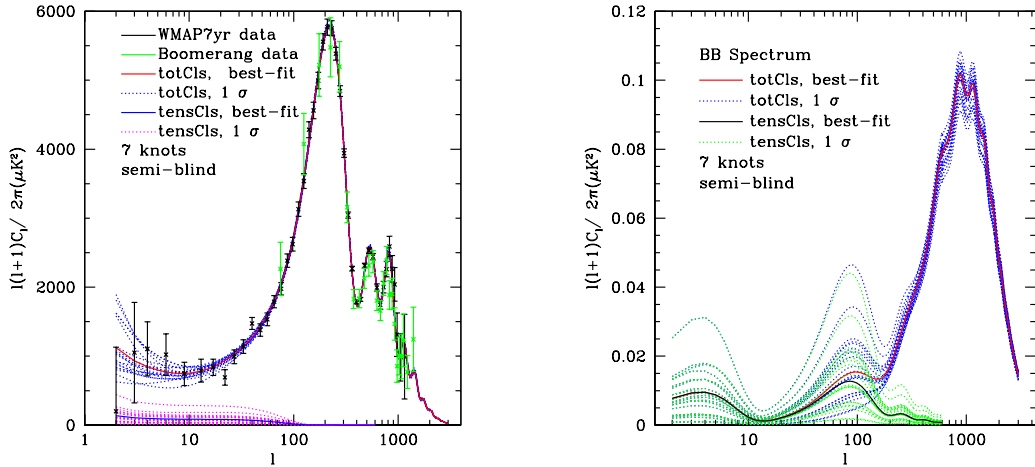 6000
4000
2000
0
l(l+1)Cl/ 2π(μK²)
WMAP7yr data
Boomerang data
totCls, best-fit
totCls, 1 σ
tensCls, best-fit
tensCls, 1 σ
7 knots
semi-blind
1
10
100
1000
l
0.12
0.1
0.08
0.06
0.04
0.02
0
l(l+1)Cl/ 2π(μK²)
BB Spectrum
totCls, best-fit
totCls, 1 σ
tensCls, best-fit
tensCls, 1 σ
7 knots
semi-blind
10
100
1000
l